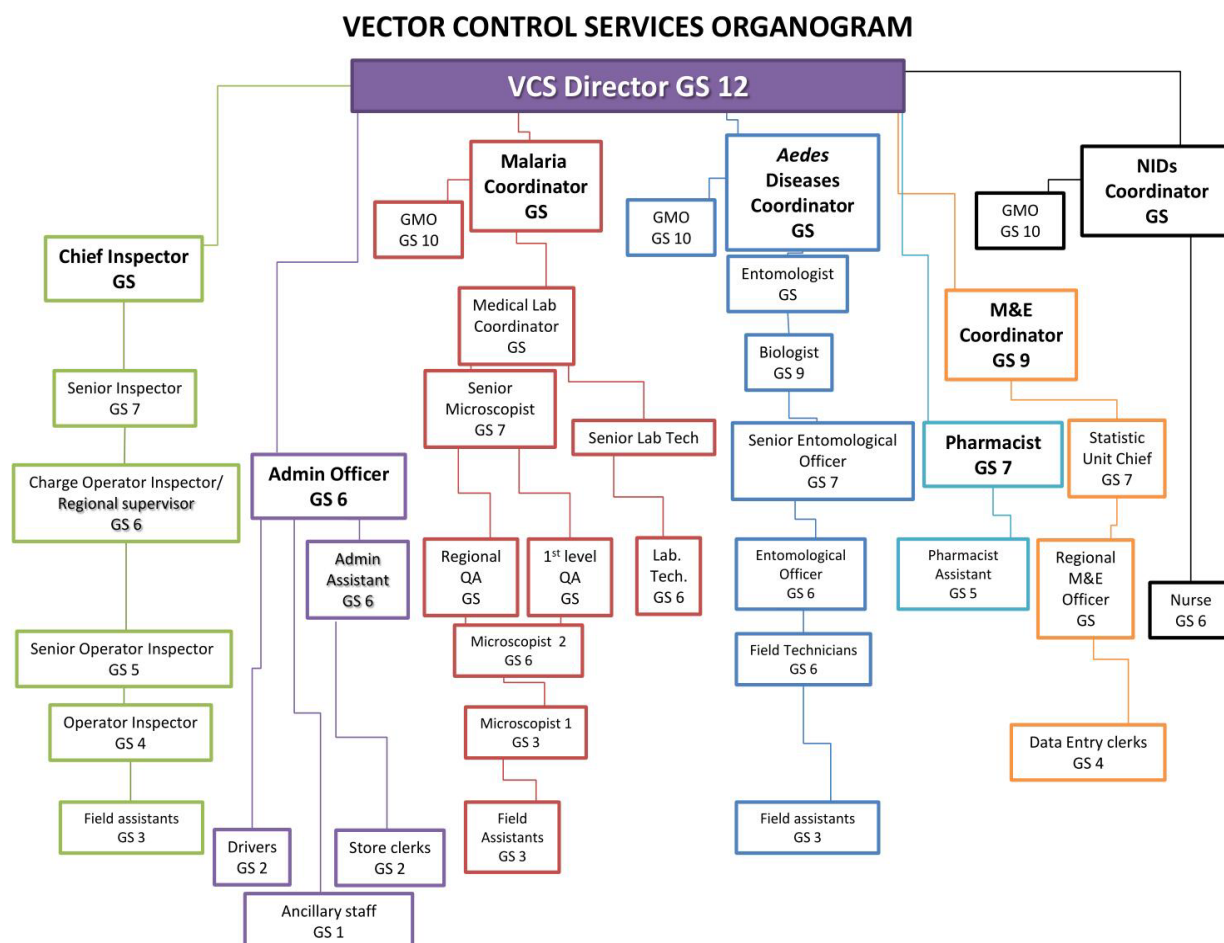 VECTOR CONTROL SERVICES ORGANOGRAM
VCS Director GS 12
Malaria
Coordinator
GS
GMO
GS 10
Aedes
Diseases
Coordinator
GS
GMO
GS 10
NIDs
Coordinator
GS
GMO
GS 10
Chief Inspector
GS
Entomologist
GS
Medical Lab
Coordinator
GS
M&E
Coordinator
GS 9
Biologist
GS 9
Senior Inspector
GS 7
Senior
Microscopist
GS 7
Senior Lab Tech
Senior Entomological
Officer
GS 7
Pharmacist
GS 7
Statistic
Unit Chief
GS 7
Charge Operator Inspector/
Regional supervisor
GS 6
Admin Officer
GS 6
Admin
Assistant
GS 6
Regional
QA
GS
1st level
QA
GS
Lab.
Tech.
GS 6
Entomological
Officer
GS 6
Pharmacist
Assistant
GS 5
Regional
M&E
Officer
GS
Nurse
GS 6
Senior Operator Inspector
GS 5
Microscopist 2
GS 6
Field Technicians
GS 6
Operator Inspector
GS 4
Microscopist 1
GS 3
Data Entry clerks
GS 4
Field assistants
GS 3
Drivers
GS 2
Store clerks
GS 2
Field
Assistants
GS 3
Field assistants
GS 3
Ancillary staff
GS 1